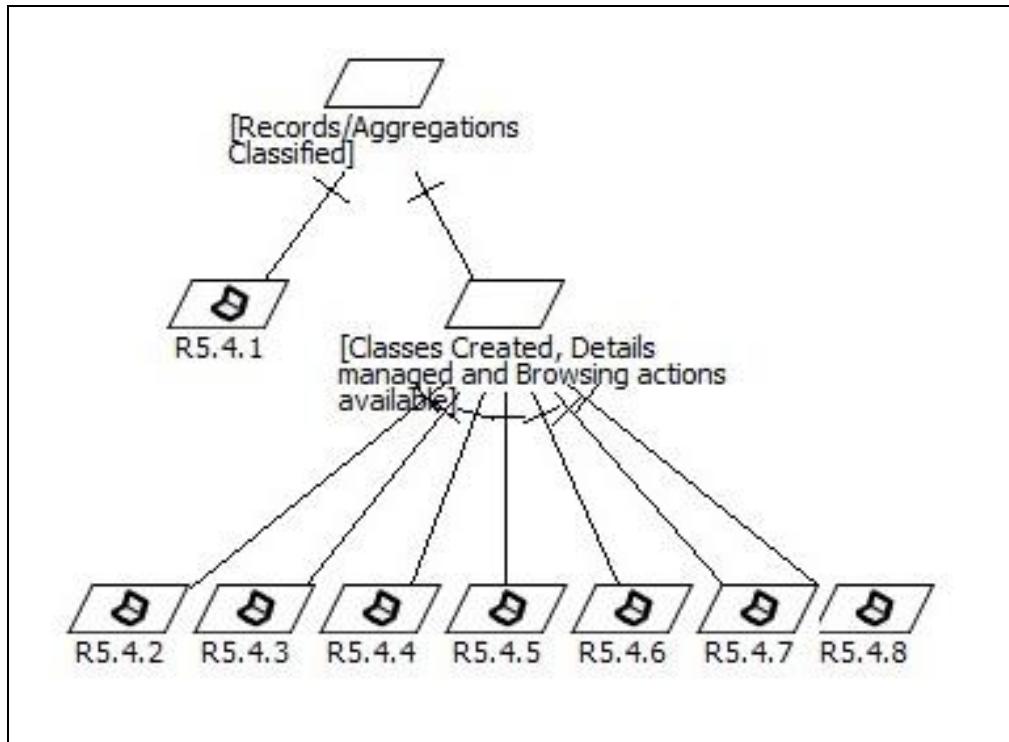 [Records/Aggregations
Classified]
R5.4.1
[Classes Created, Details
managed and Browsing actions
available]
R5.4.2 R5.4.3 R5.4.4 R5.4.5 R5.4.6 R5.4.7 R5.4.8